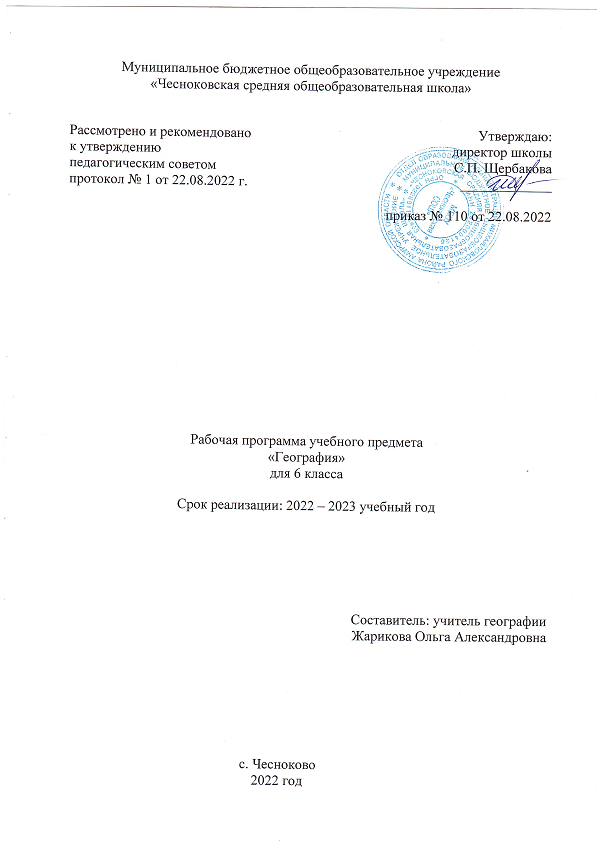 Муниципальное бюджетное общеобразовательное учреждение
«Чесноковская средняя общеобразовательная школа»
Рассмотрено и рекомендовано
к утверждению
педагогическим советом
протокол № 1 от 22.08.2022 г.
Утверждаю:
директор школы
С.П. Щербакова
приказ № 110 от 22.08.2022
Рабочая программа учебного предмета
«География»
для 6 класса
Срок реализации: 2022 – 2023 учебный год
Составитель: учитель географии
Жарикова Ольга Александровна
с. Чесноково
2022 год